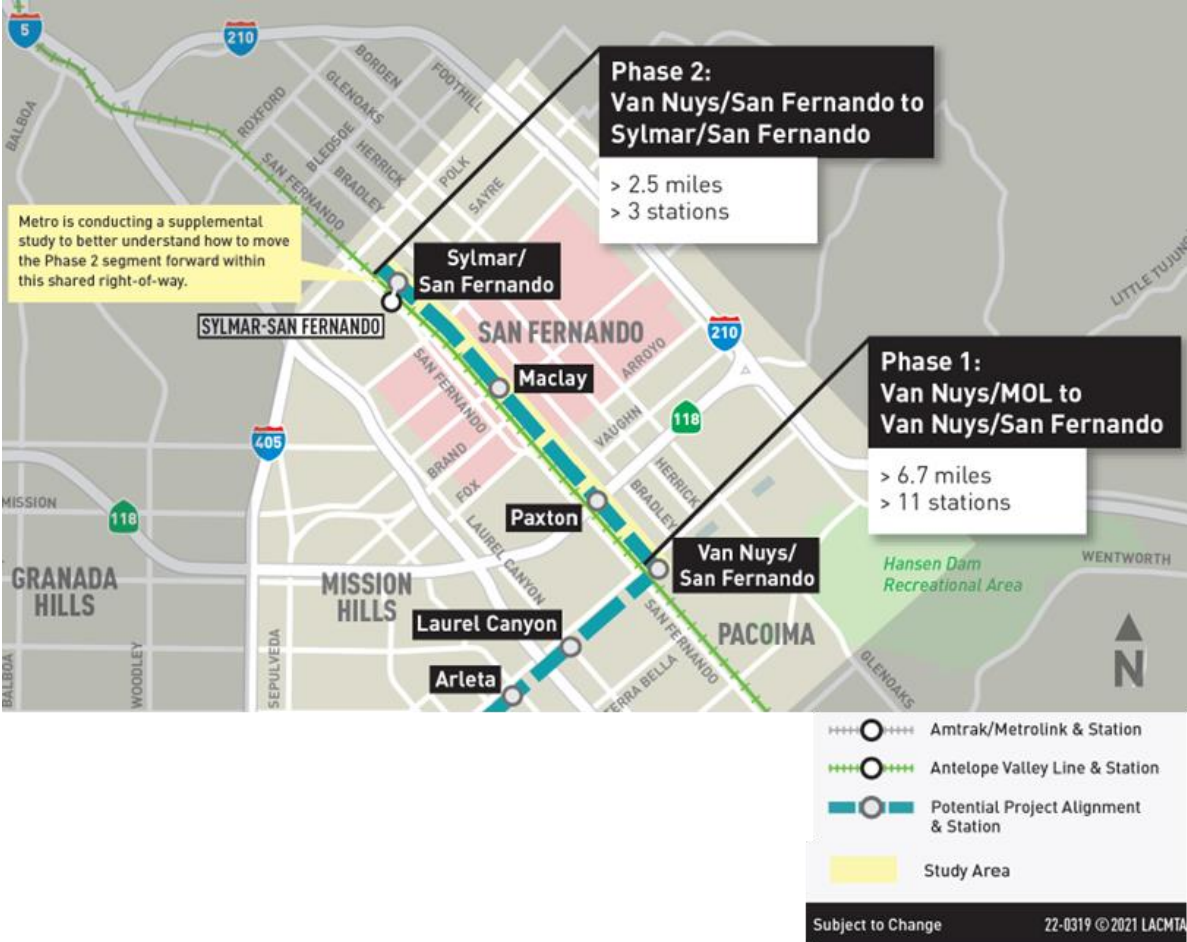 5
210
BORDEN
GLENOAKS
FOOTHILL
ROXFORD
BALBOA
BLEDSOE
HERRICK
BRADLEY
POLK
SAYRE
SAN FERNANDO
Phase 2:
Van Nuys/San Fernando to
Sylmar/San Fernando
> 2.5 miles
> 3 stations
Metro is conducting a supplemental
study to better understand how to move
the Phase 2 segment forward within
this shared right-of-way.
Sylmar/
San Fernando
SYLMAR-SAN FERNANDO
SAN FERNANDO
LITTLE TUJUNG
210
ARROYO
Maclay
SAN FERNANDO
Phase 1:
Van Nuys/MOL to
Van Nuys/San Fernando
> 6.7 miles
> 11 stations
118
VAUGHN
405
BRAND
FOX
HERRICK
BRADLEY
MISSION
118
Paxton
LAUREL CANYON
Van Nuys/
San Fernando
Hansen Dam
Recreational Area
WENTWORTH
GRANADA
HILLS
MISSION
HILLS
Laurel Canyon
SAN FERNANDO
PACOIMA
N
BALBOA
WOODLEY
SEPULVEDA
Arleta
ERRA BELLA
GLENOAKS
Amtrak/Metrolink & Station
Antelope Valley Line & Station
Potential Project Alignment
& Station
Study Area
Subject to Change
22-0319 ©2021 LACMTA